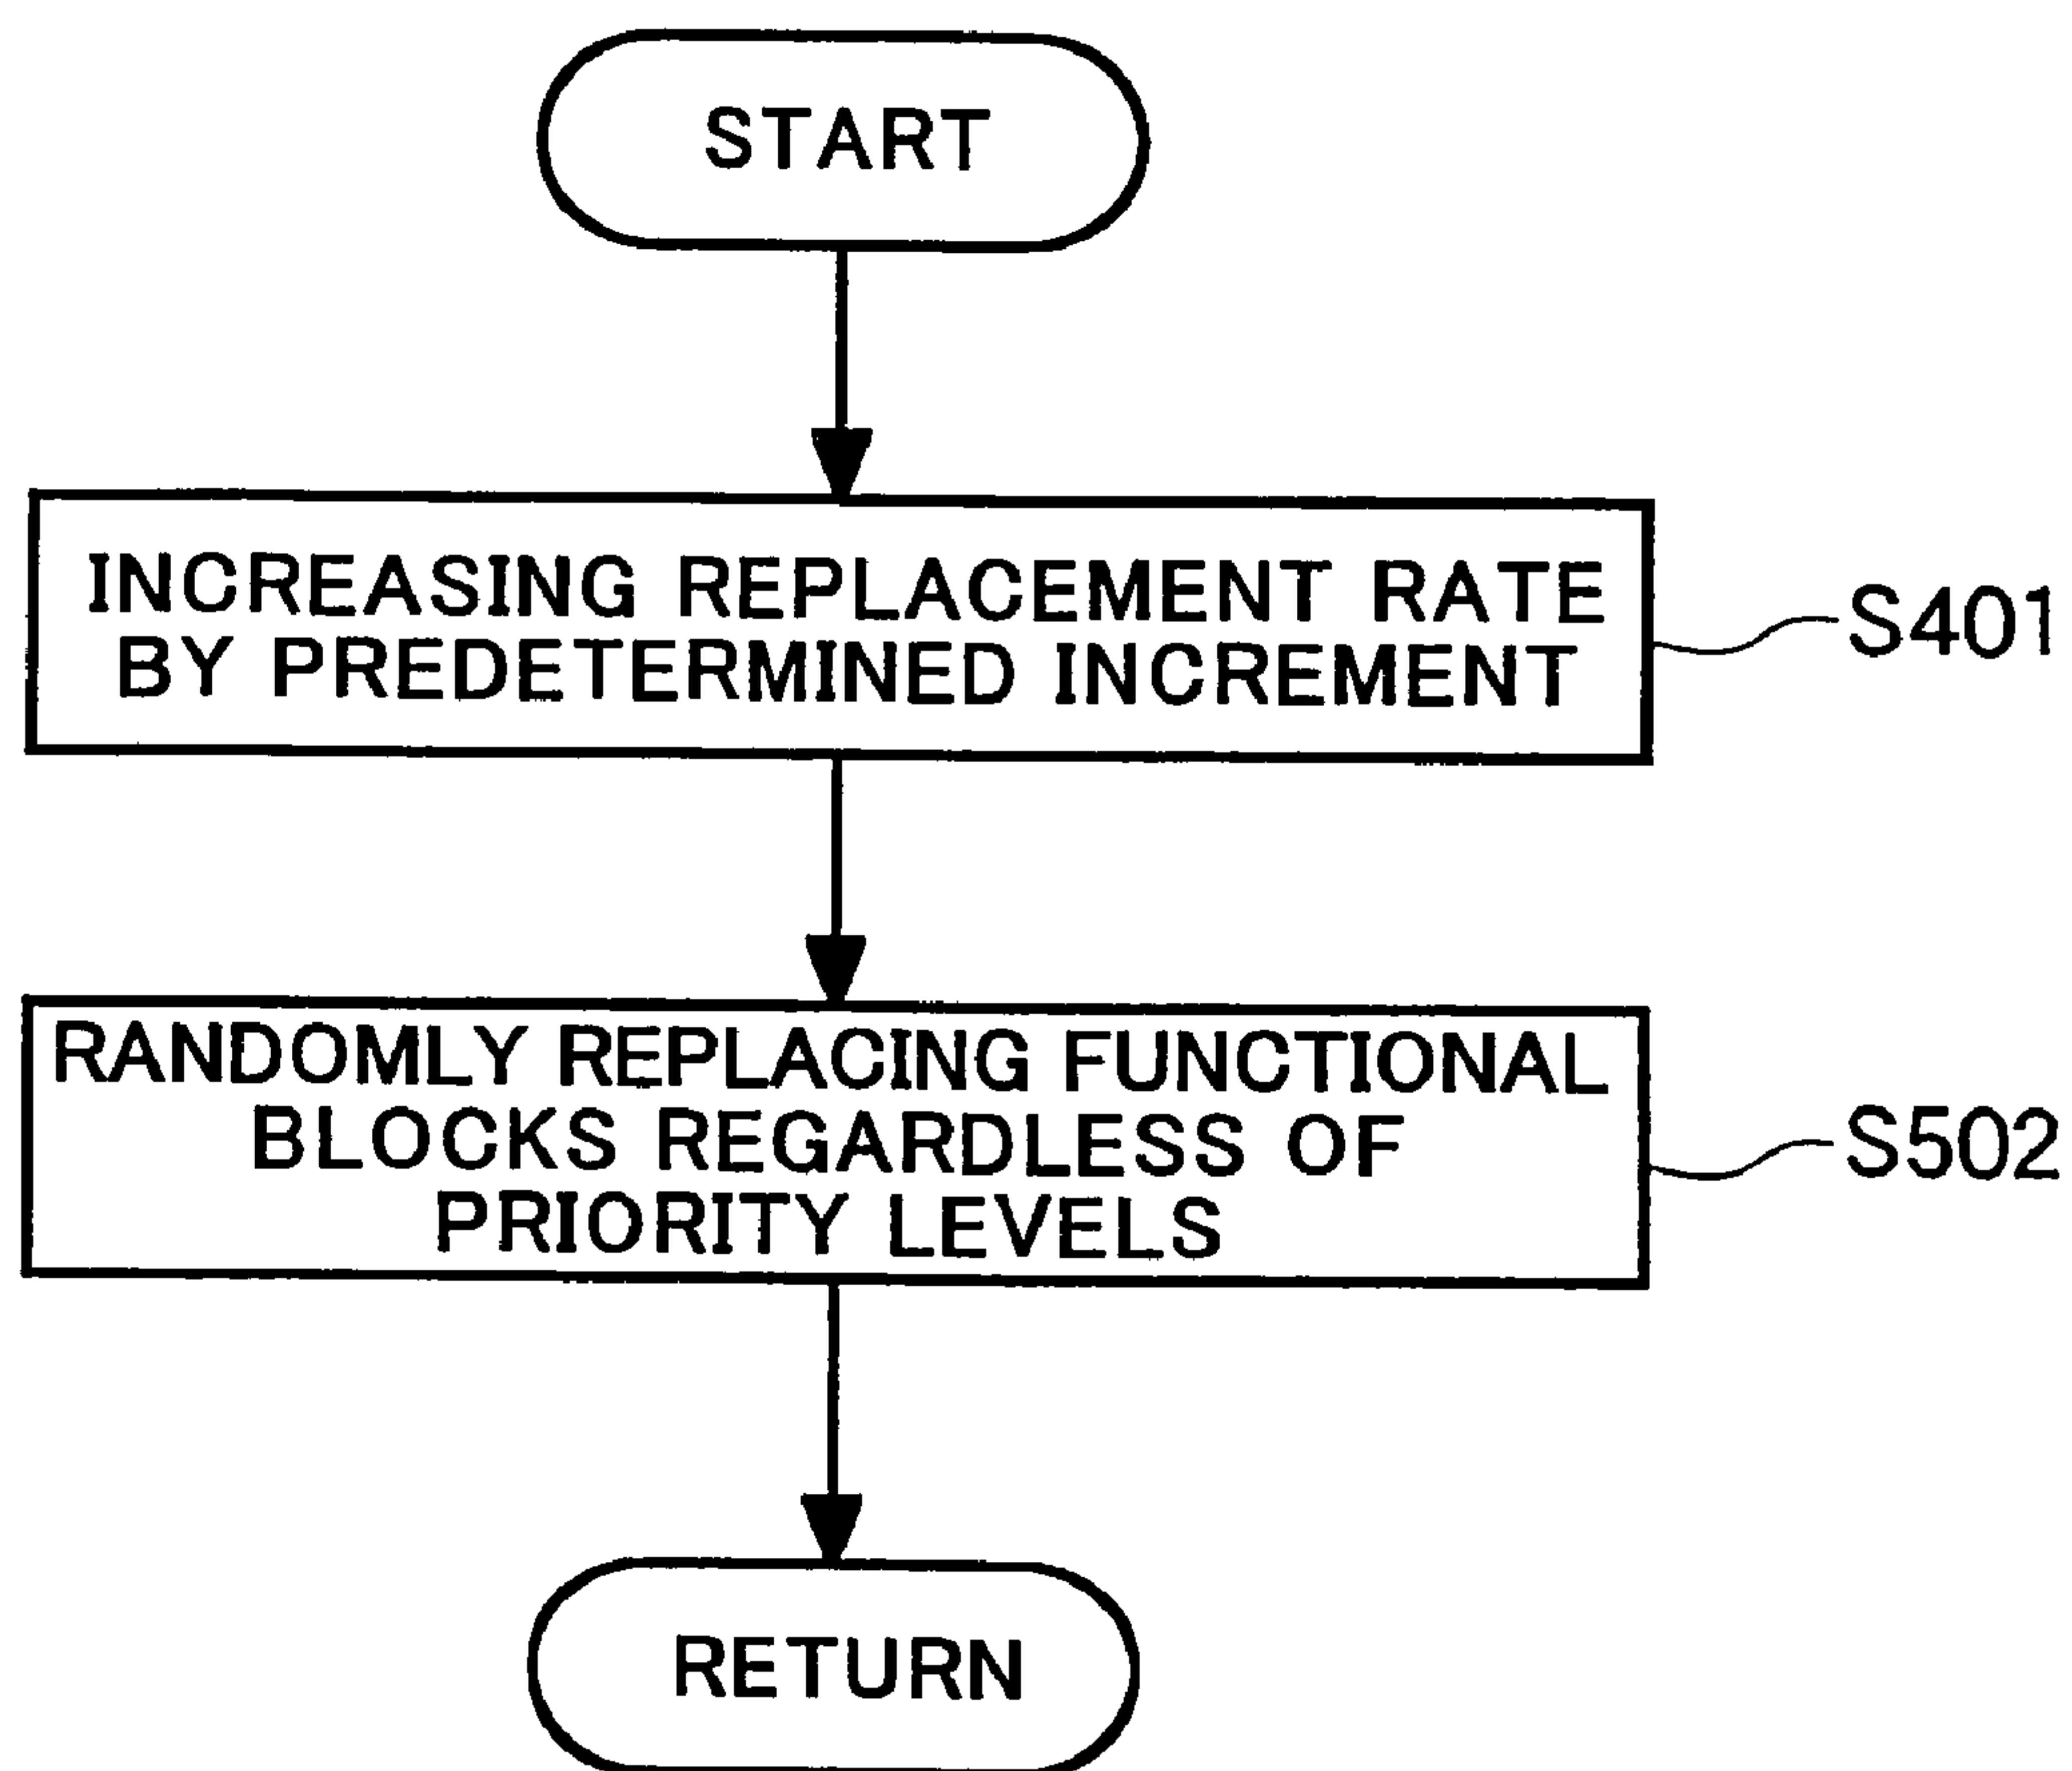 START
INCREASING REPLACEMENT RATE
BY PREDETERMINED INCREMENT
S401
RANDOMLY REPLACING FUNCTIONAL
BLOCKS REGARDLESS OF
PRIORITY LEVELS
S502
RETURN